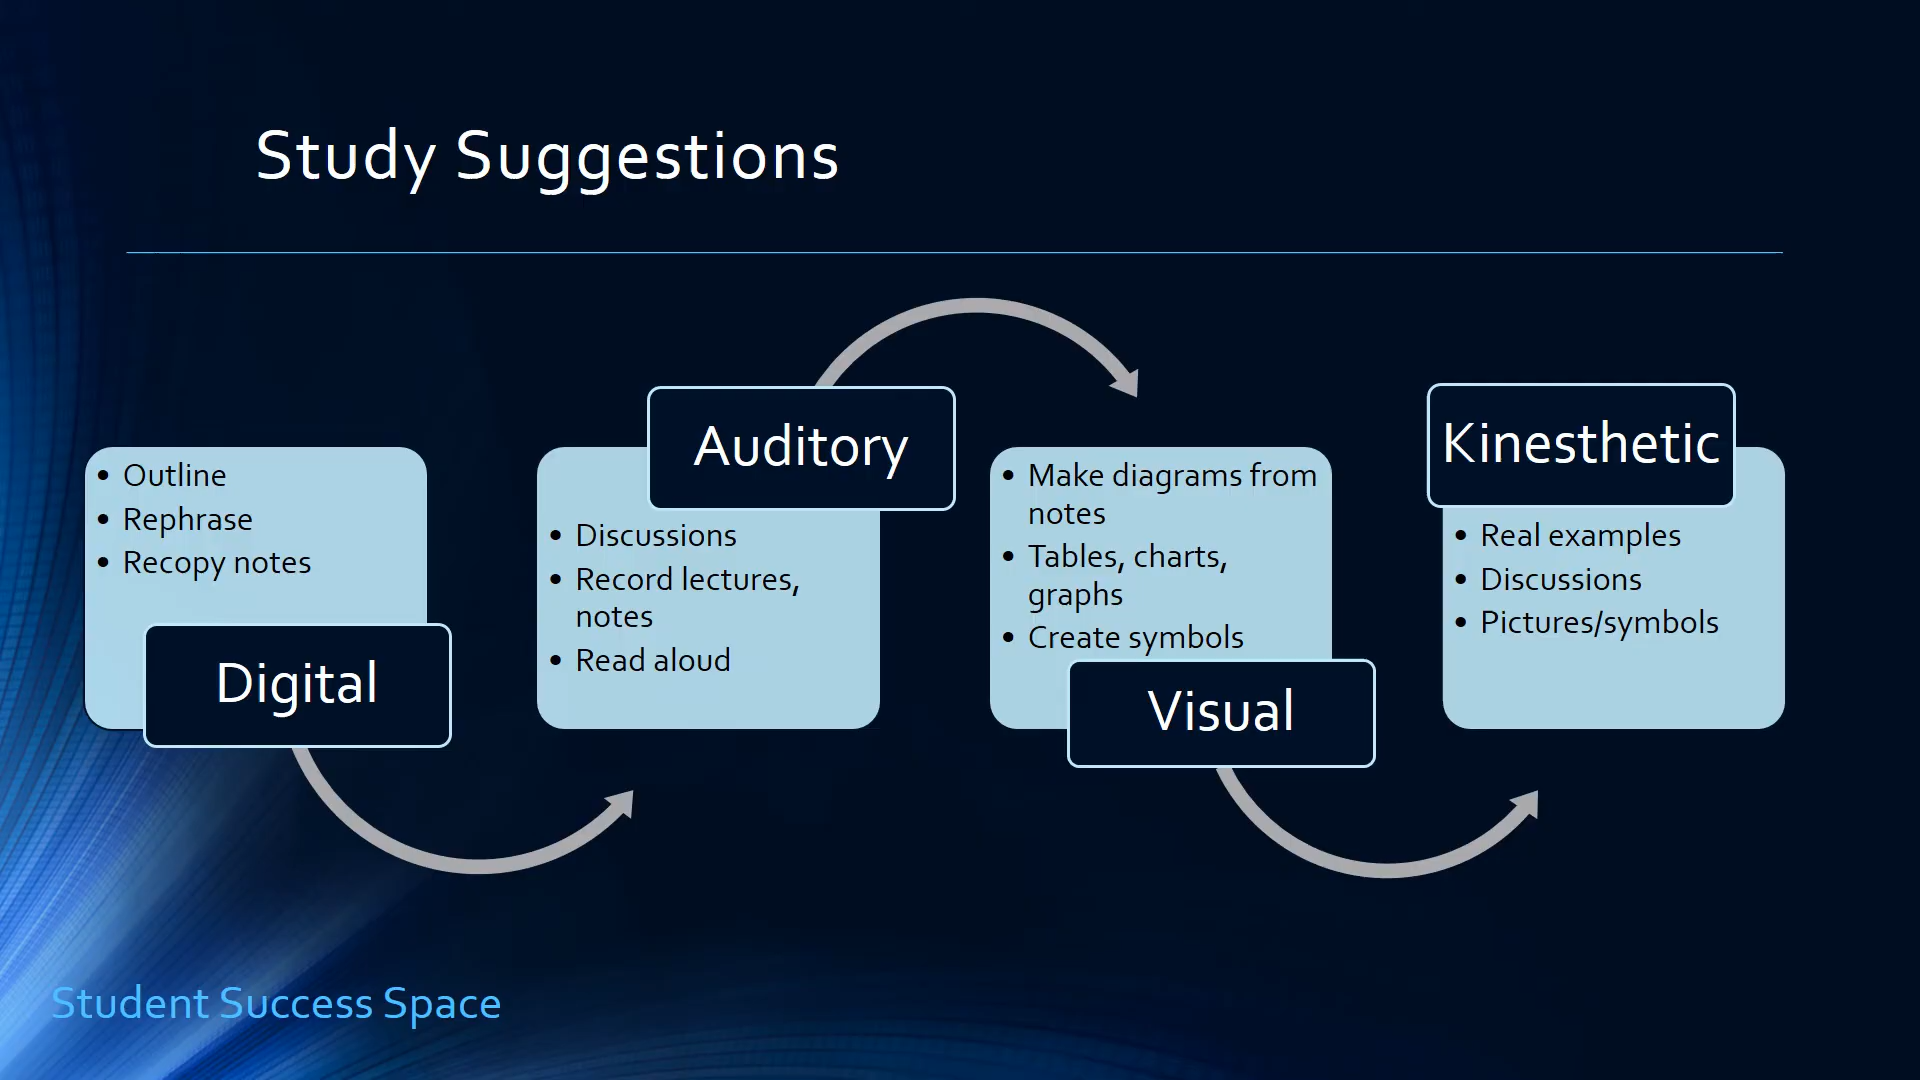 Study Suggestions
• Outline
• Rephrase
• Recopy notes
Digital
Auditory
• Discussions
• Record lectures,
notes
• Read aloud
• Make diagrams from
notes
• Tables, charts,
graphs
• Create symbols
Visual
Kinesthetic
• Real examples
• Discussions
• Pictures/symbols
Student Success Space